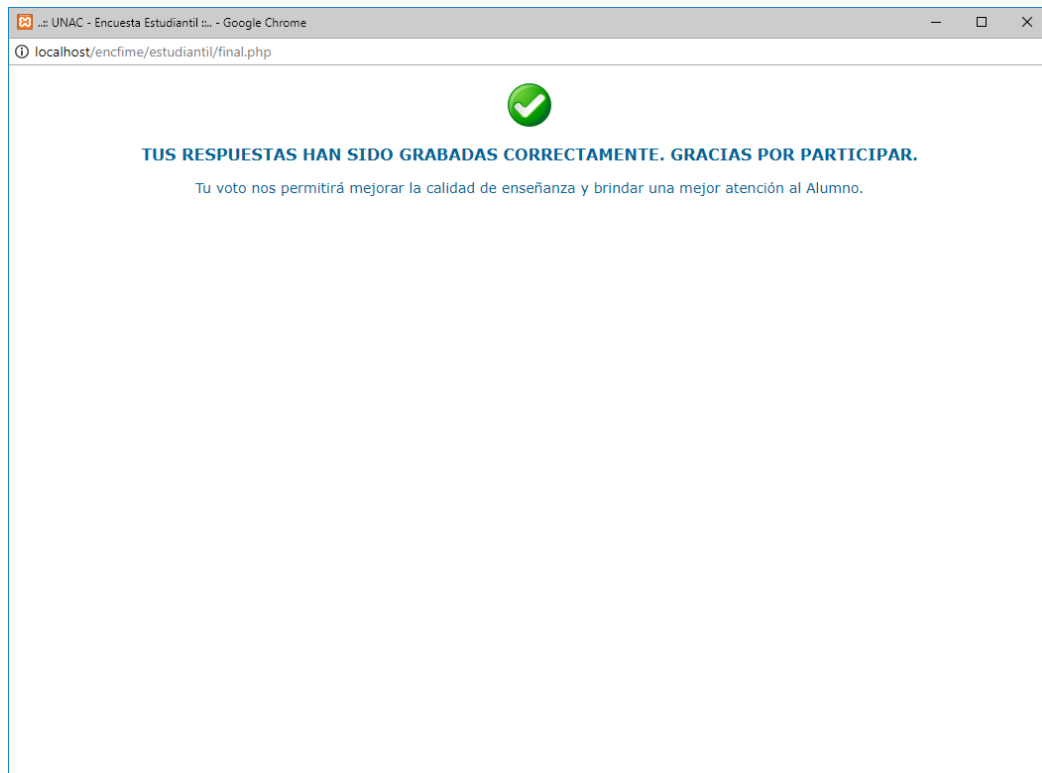 ..:: UNAC - Encuesta Estudiantil ::.. - Google Chrome
localhost/encfime/estudiantil/final.php
TUS RESPUESTAS HAN SIDO GRABADAS CORRECTAMENTE. GRACIAS POR PARTICIPAR.
Tu voto nos permitirá mejorar la calidad de enseñanza y brindar una mejor atención al Alumno.